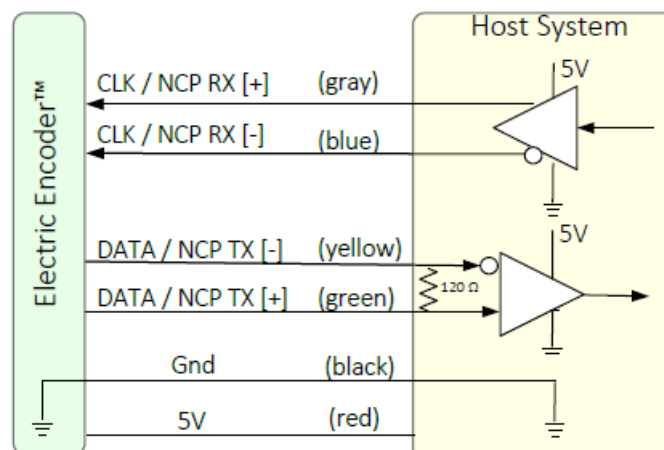 Host System
5V
CLK / NCP RX [+] (gray)
CLK / NCP RX [-] (blue)
Electric Encoder™
5V
DATA / NCP TX [-] (yellow)
120 Ω
DATA / NCP TX [+] (green)
Gnd (black)
5V (red)